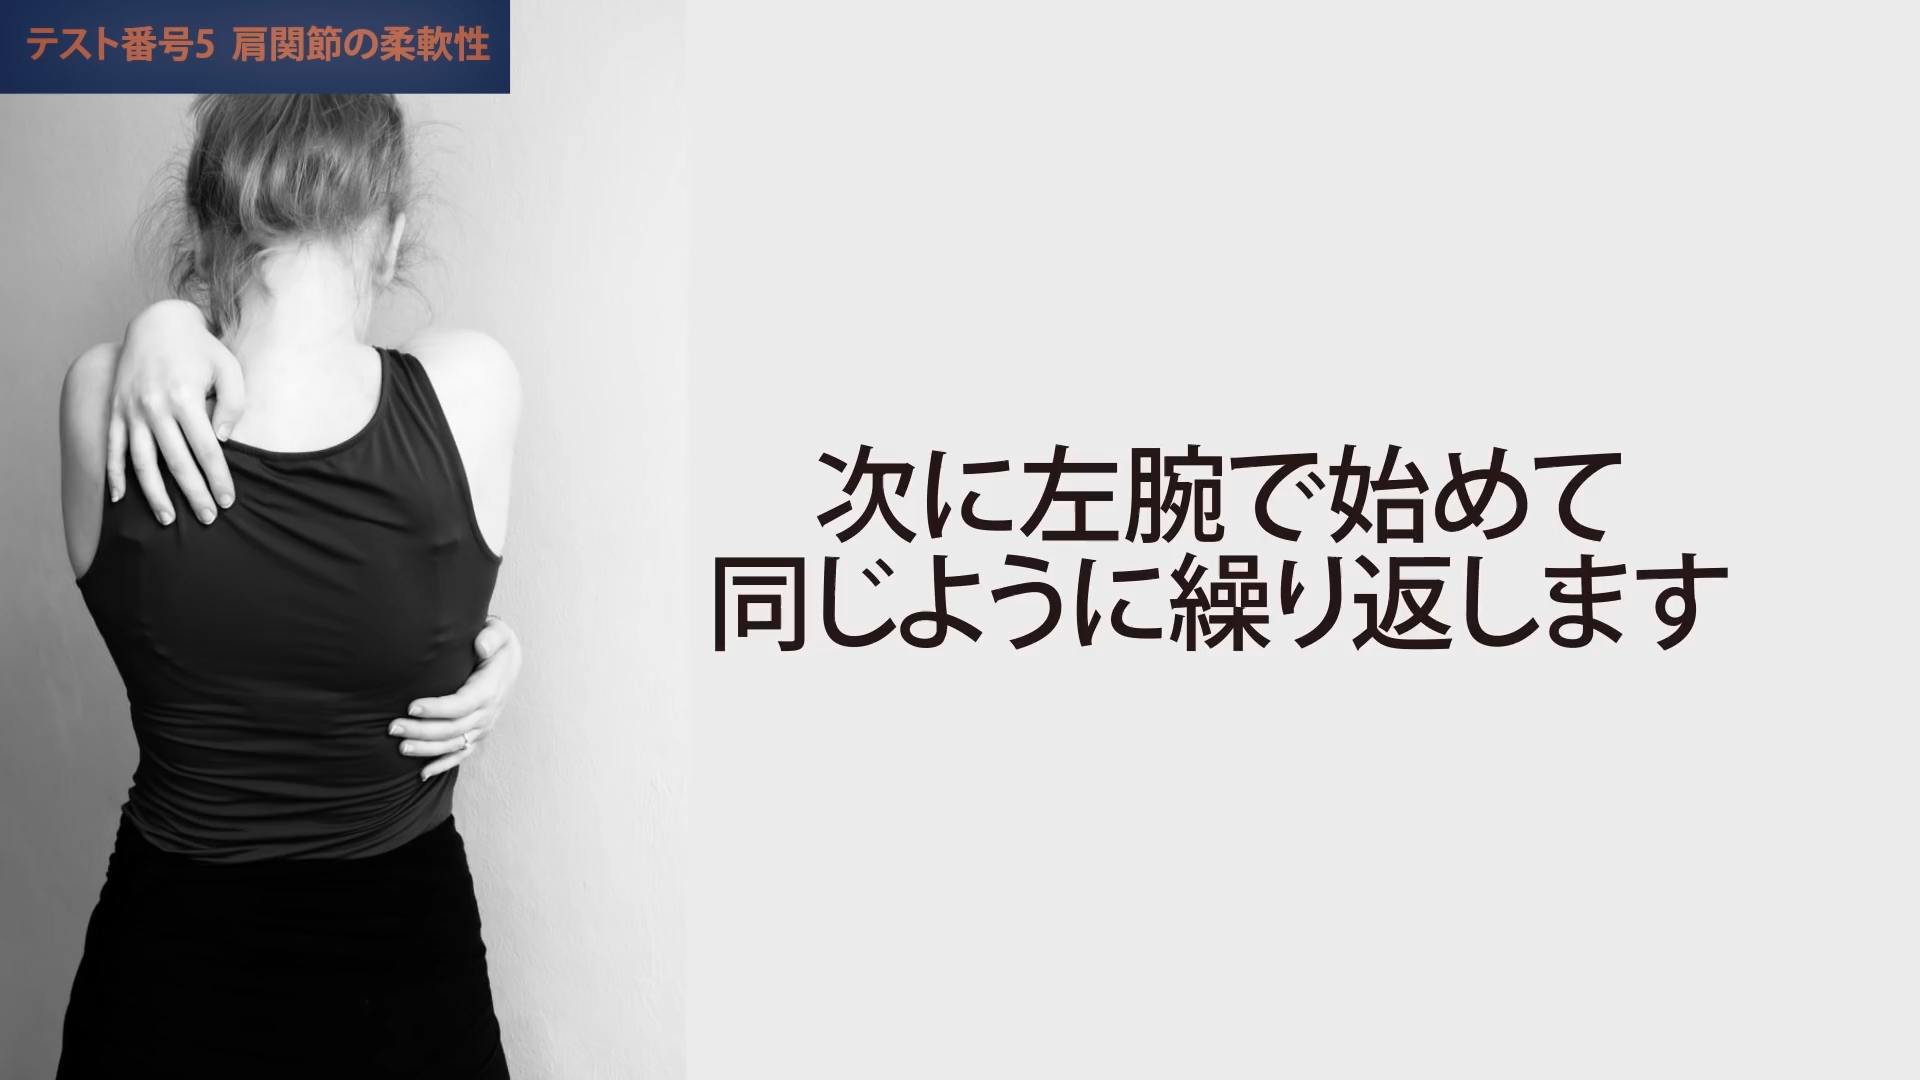 テスト番号5 肩関節の柔軟性
次に左腕で始めて
同じように繰り返します